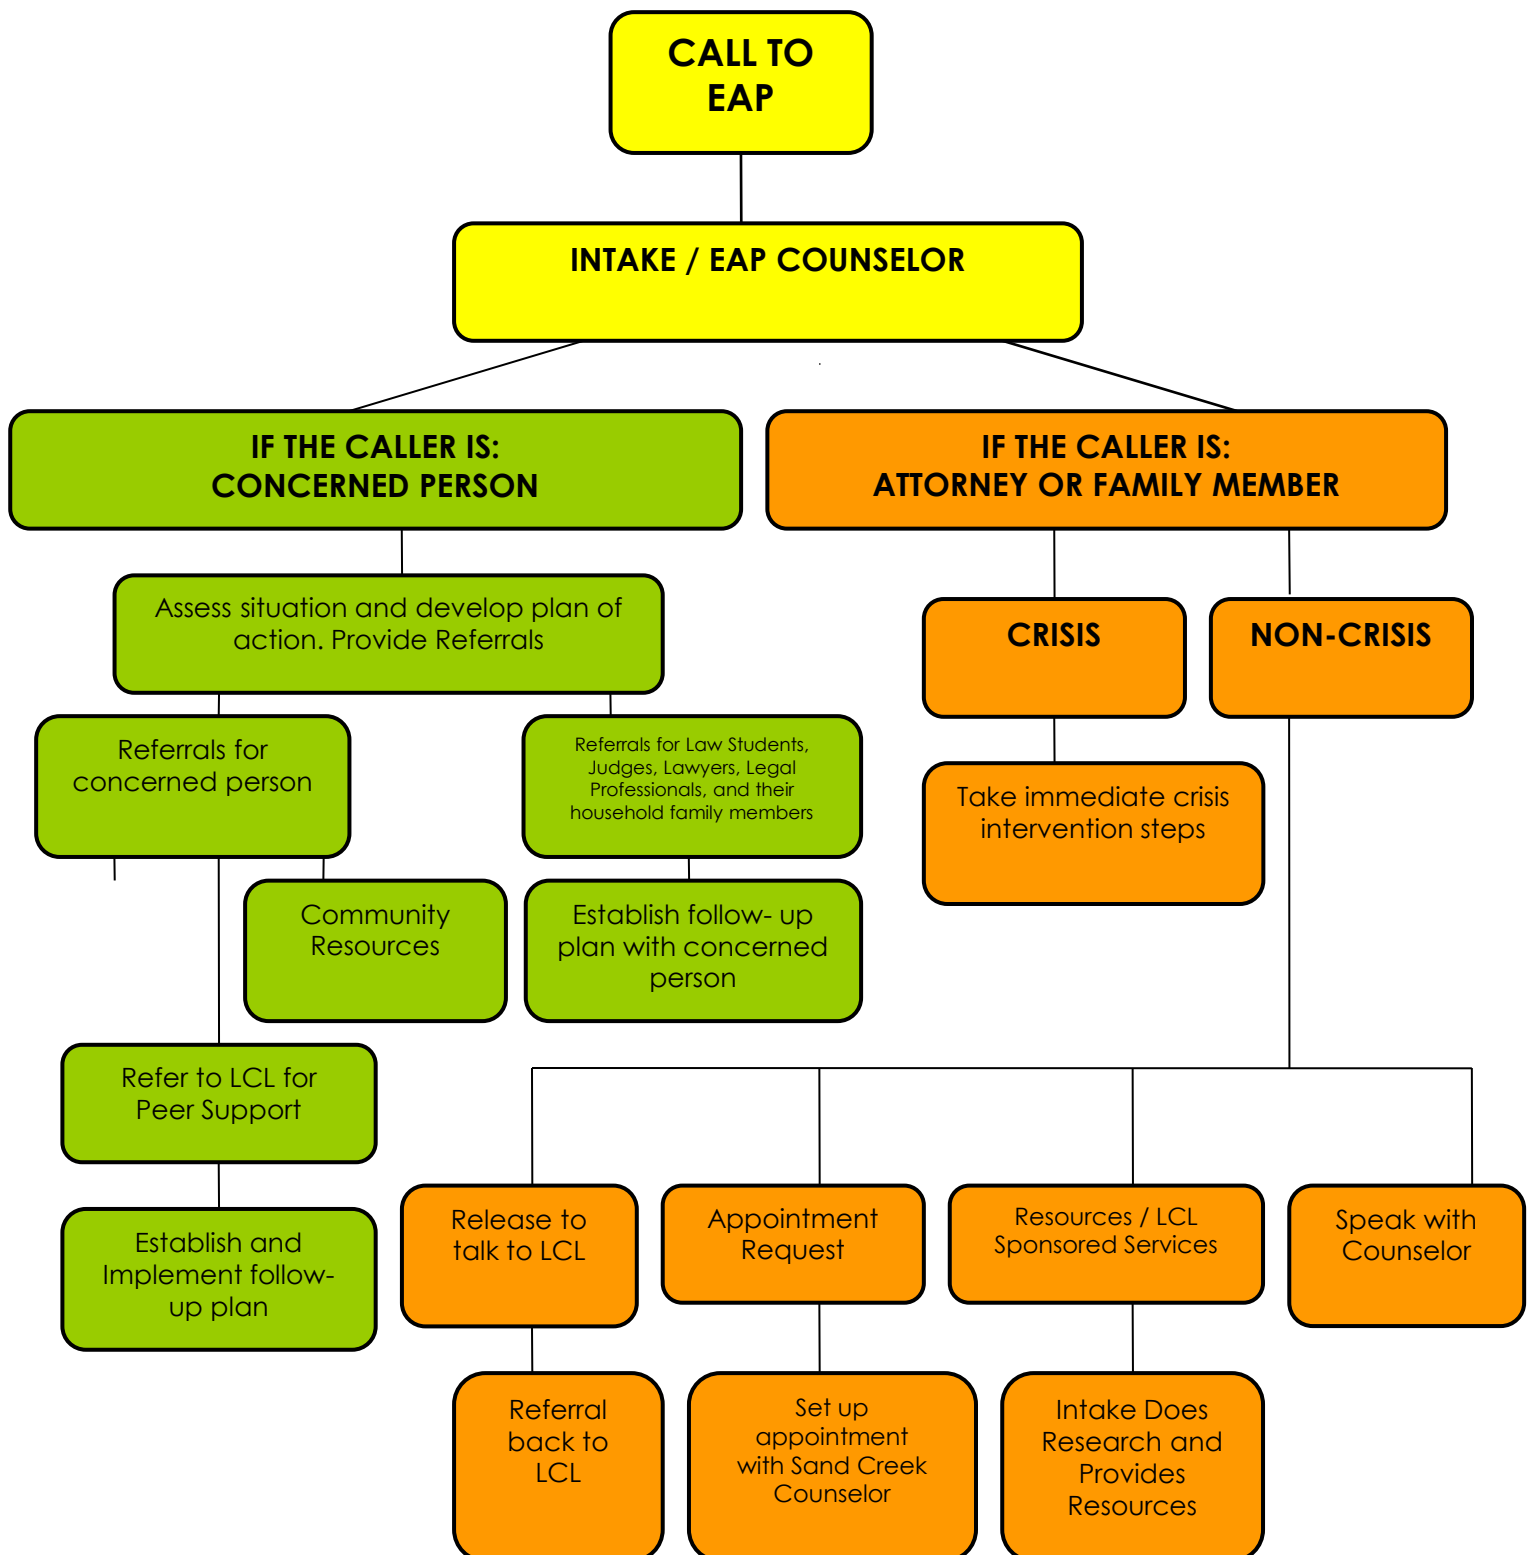 CALL TO
EAP
INTAKE / EAP COUNSELOR
IF THE CALLER IS:
CONCERNED PERSON
IF THE CALLER IS:
ATTORNEY OR FAMILY MEMBER
Assess situation and develop plan of
action. Provide Referrals
CRISIS
NON-CRISIS
Referrals for
concerned person
Referrals for Law Students,
Judges, Lawyers, Legal
Professionals, and their
household family members
Take immediate crisis
intervention steps
Community
Resources
Establish follow- up
plan with concerned
person
Refer to LCL for
Peer Support
Establish and
Implement follow-
up plan
Release to
talk to LCL
Appointment
Request
Resources / LCL
Sponsored Services
Speak with
Counselor
Referral
back to
LCL
Set up
appointment
with Sand Creek
Counselor
Intake Does
Research and
Provides
Resources